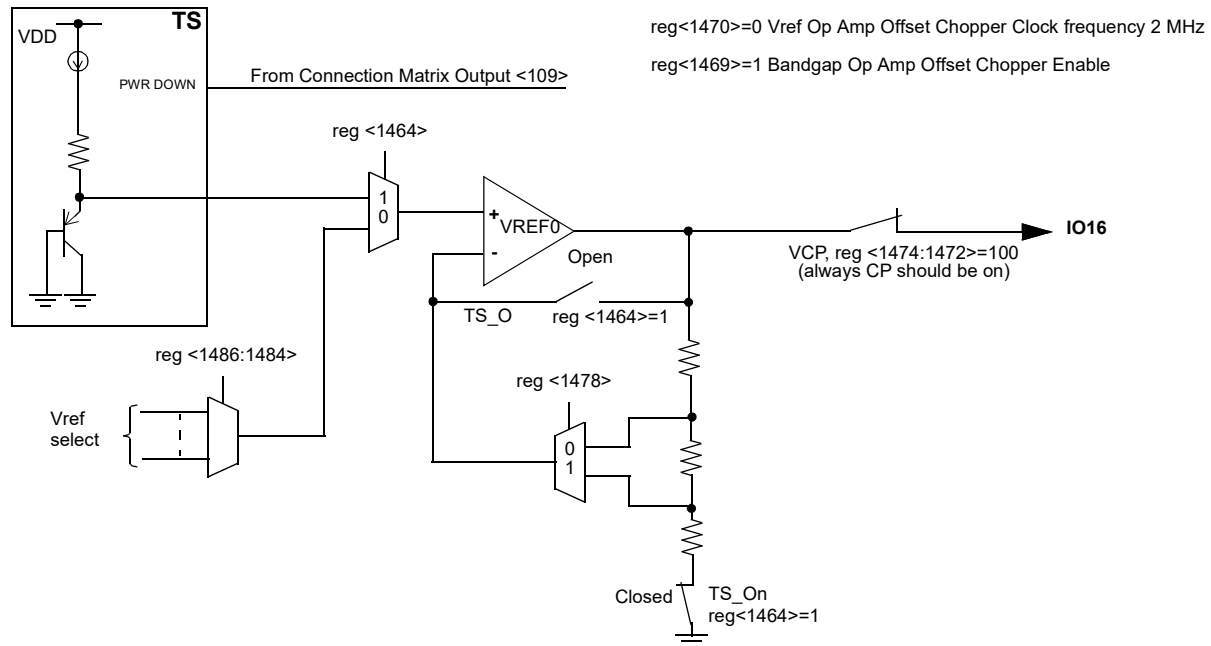 TS
VDD
PWR DOWN
From Connection Matrix Output <109>
reg<1470>=0 Vref Op Amp Offset Chopper Clock frequency 2 MHz
reg<1469>=1 Bandgap Op Amp Offset Chopper Enable
reg <1464>
1
0
+
VREF0
-
Open
IO16
VCP, reg <1474:1472>=100
(always CP should be on)
TS_O
reg <1464>=1
reg <1486:1484>
reg <1478>
Vref
select
0
1
Closed
TS_On
reg<1464>=1